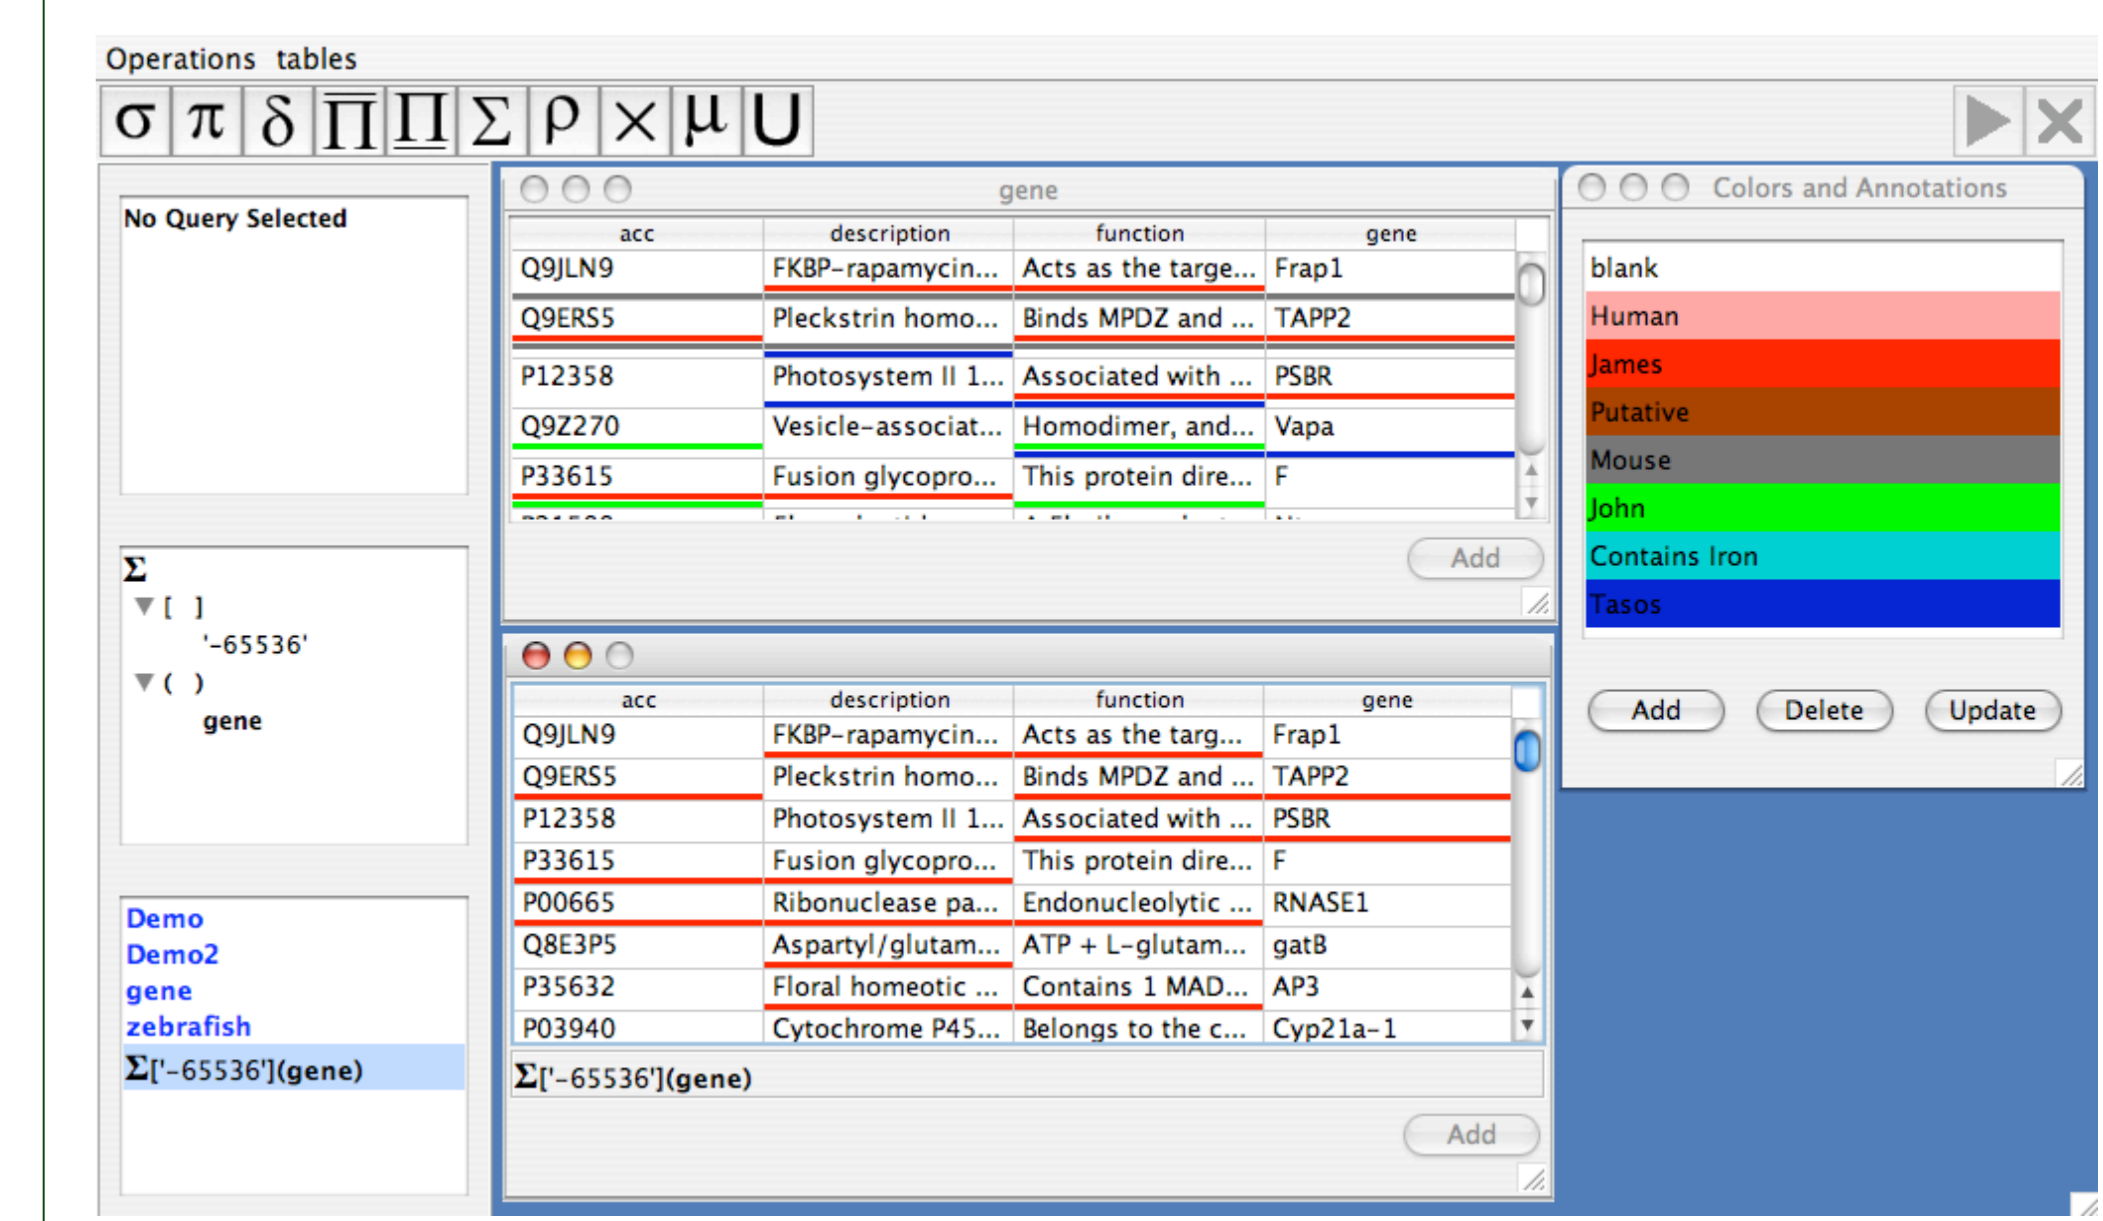 Operations tables
σ π δ Π Π Σ ρ × μ U
No Query Selected
Σ
[ ]
'-65536'
( )
gene
Demo
Demo2
gene
zebrafish
Σ['-65536'](gene)
gene
acc description function gene
Q9JLN9 FKBP-rapamycin... Acts as the targe... Frap1
Q9ERS5 Pleckstrin homo... Binds MPDZ and ... TAPP2
P12358 Photosystem II 1... Associated with ... PSBR
Q9Z270 Vesicle-associat... Homodimer, and... Vapa
P33615 Fusion glycopro... This protein dire... F
Add
acc description function gene
Q9JLN9 FKBP-rapamycin... Acts as the targ... Frap1
Q9ERS5 Pleckstrin homo... Binds MPDZ and ... TAPP2
P12358 Photosystem II 1... Associated with ... PSBR
P33615 Fusion glycopro... This protein dire... F
P00665 Ribonuclease pa... Endonucleolytic ... RNASE1
Q8E3P5 Aspartyl/glutam... ATP + L-glutam... gatB
P35632 Floral homeotic ... Contains 1 MAD... AP3
P03940 Cytochrome P45... Belongs to the c... Cyp21a-1
Σ['-65536'](gene)
Add
Colors and Annotations
blank
Human
James
Putative
Mouse
John
Contains Iron
Tasos
Add Delete Update